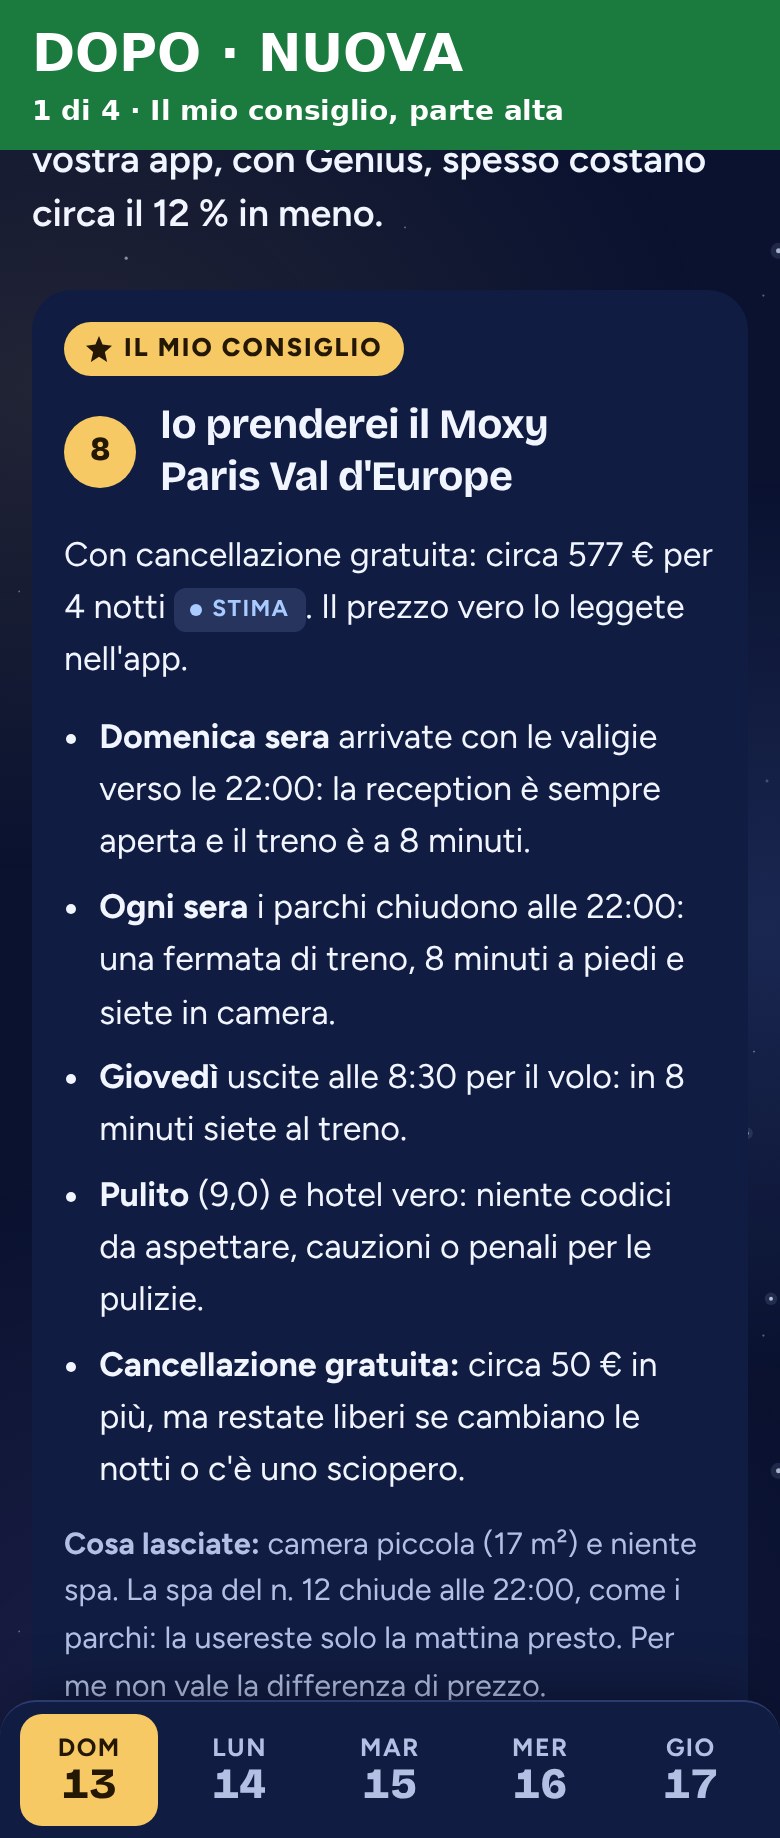 DOPO · NUOVA
1 di 4 · Il mio consiglio, parte alta
vostra app, con Genius, spesso costano
circa il 12 % in meno.
IL MIO CONSIGLIO
8
Io prenderei il Moxy
Paris Val d'Europe
Con cancellazione gratuita: circa 577 € per
4 notti • STIMA. Il prezzo vero lo leggete
nell'app.
• Domenica sera arrivate con le valigie
verso le 22:00: la reception è sempre
aperta e il treno è a 8 minuti.
• Ogni sera i parchi chiudono alle 22:00:
una fermata di treno, 8 minuti a piedi e
siete in camera.
• Giovedì uscite alle 8:30 per il volo: in 8
minuti siete al treno.
• Pulito (9,0) e hotel vero: niente codici
da aspettare, cauzioni o penali per le
pulizie.
• Cancellazione gratuita: circa 50 € in
più, ma restate liberi se cambiano le
notti o c'è uno sciopero.
Cosa lasciate: camera piccola (17 m²) e niente
spa. La spa del n. 12 chiude alle 22:00, come i
parchi: la usereste solo la mattina presto. Per
me non vale la differenza di prezzo.
DOM LUN MAR MER GIO
13 14 15 16 17